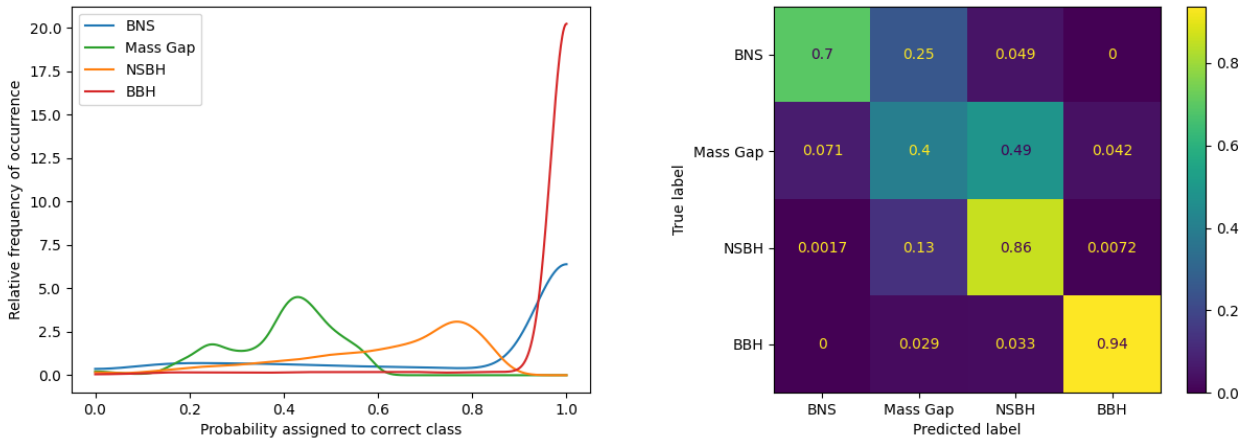 BNS
Mass Gap
NSBH
BBH
Relative frequency of occurrence
20.0
17.5
15.0
12.5
10.0
7.5
5.0
2.5
0.0
0.0 0.2 0.4 0.6 0.8 1.0
Probability assigned to correct class
True label
BNS 0.7 0.25 0.049 0
Mass Gap 0.071 0.4 0.49 0.042
NSBH 0.0017 0.13 0.86 0.0072
BBH 0 0.029 0.033 0.94
BNS Mass Gap NSBH BBH
Predicted label
0.8
0.6
0.4
0.2
0.0